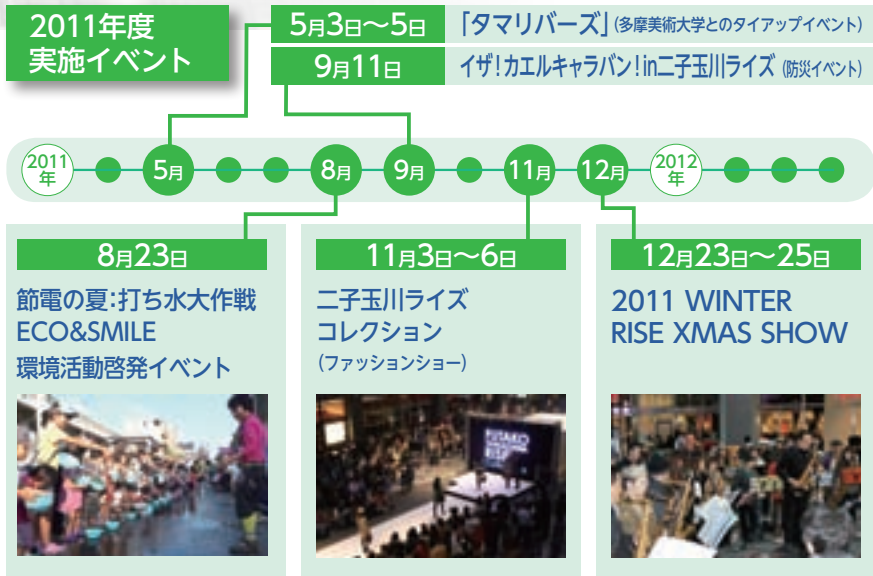 2011年度
実施イベント
5月3日～5日 「タマリバーズ」(多摩美術大学とのタイアップイベント)
9月11日 イザ!カエルキャラバン!in二子玉川ライズ (防災イベント)
2011年 5月 8月 9月 11月 12月 2012年
8月23日
節電の夏:打ち水大作戦
ECO&SMILE
環境活動啓発イベント
11月3日～6日
二子玉川ライズ
コレクション
(ファッションショー)
FUTAKO
RISE
12月23日～25日
2011 WINTER
RISE XMAS SHOW